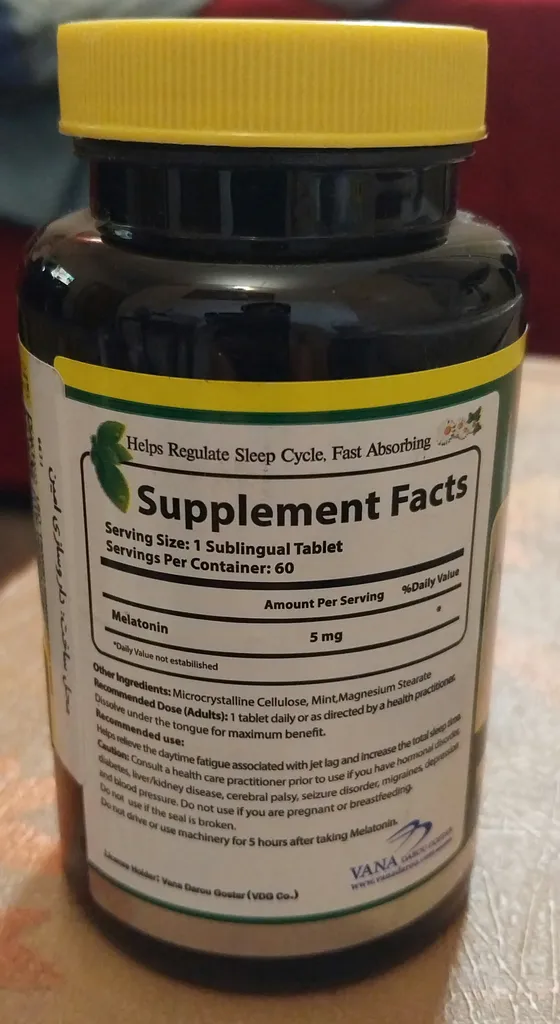 Helps Regulate Sleep Cycle, Fast Absorbing
Supplement Facts
Serving Size: 1 Sublingual Tablet
Servings Per Container: 60
Amount Per Serving %Daily Value
Melatonin 5 mg *
*Daily Value not estabilished
Other Ingredients: Microcrystalline Cellulose, Mint,Magnesium Stearate
Recommended Dose (Adults): 1 tablet daily or as directed by a health practitioner.
Dissolve under the tongue for maximum benefit.
Recommended use:
Helps relieve the daytime fatigue associated with jet lag and increase the total sleep time.
Caution: Consult a health care practitioner prior to use if you have hormonal disorder,
diabetes, liver/kidney disease, cerebral palsy, seizure disorder, migraines, depression
and blood pressure. Do not use if you are pregnant or breastfeeding.
Do not use if the seal is broken.
Do not drive or use machinery for 5 hours after taking Melatonin.
VANA DAROU GOSTAR
License Holder: Vana Darou Gostar (VDG Co.)